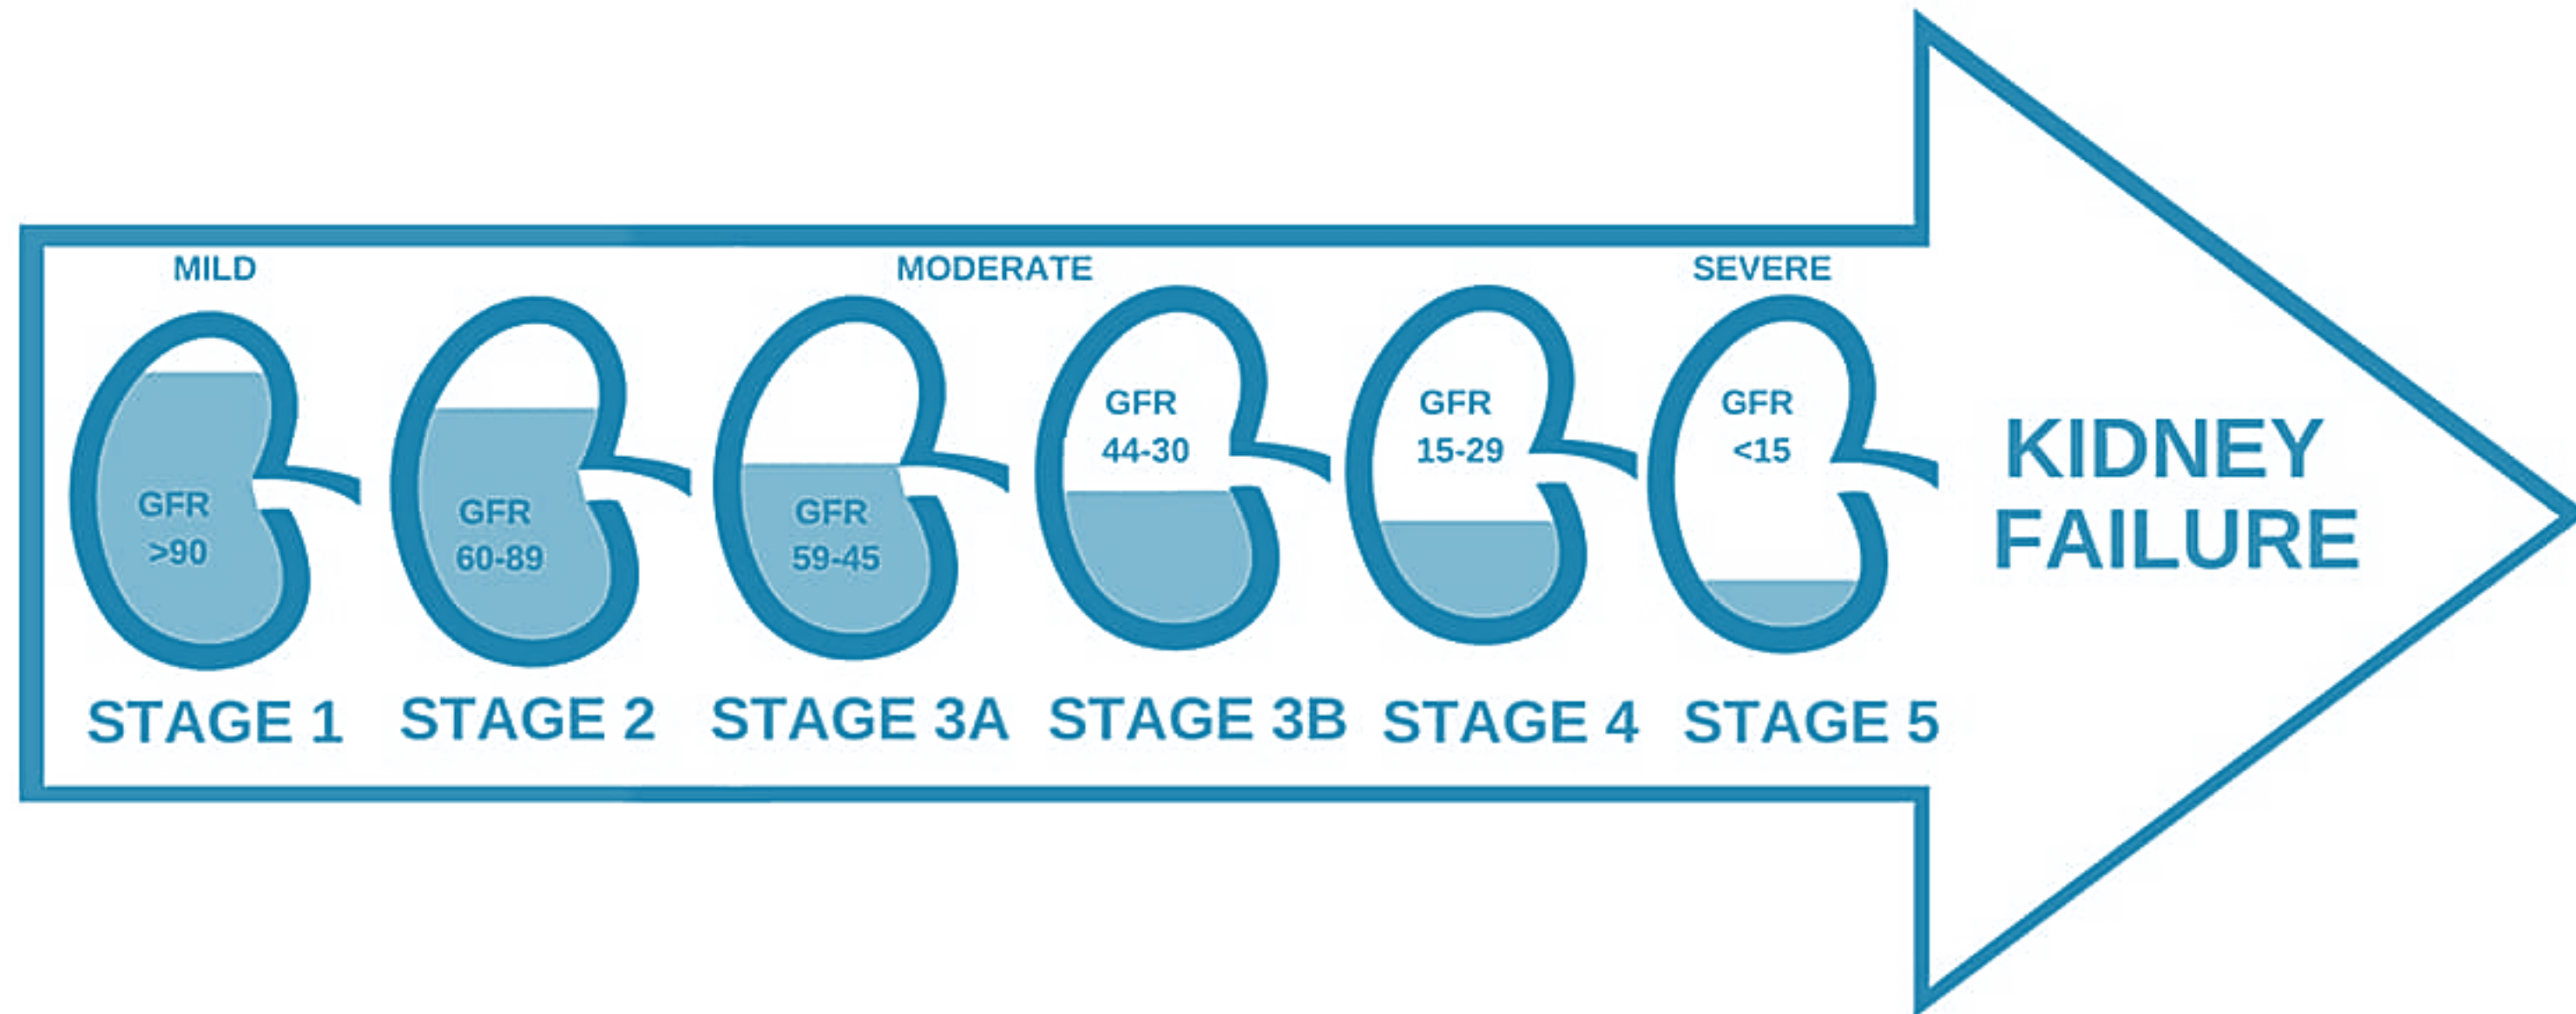 MILD
MODERATE
SEVERE
GFR
>90
GFR
60-89
GFR
59-45
GFR
44-30
GFR
15-29
GFR
<15
KIDNEY
FAILURE
STAGE 1
STAGE 2
STAGE 3A
STAGE 3B
STAGE 4
STAGE 5